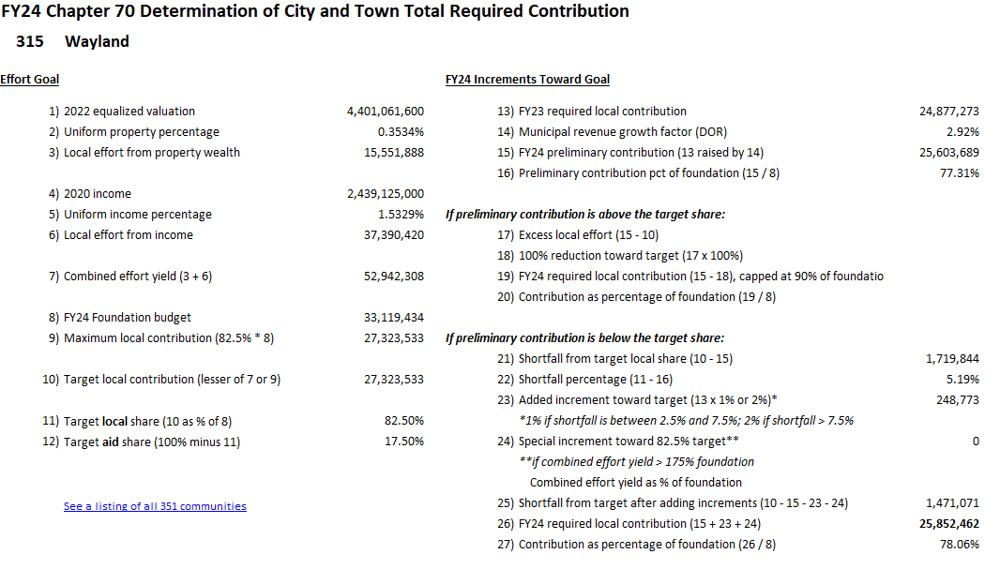 FY24 Chapter 70 Determination of City and Town Total Required Contribution
315 Wayland
Effort Goal
1) 2022 equalized valuation 4,401,061,600
2) Uniform property percentage 0.3534%
3) Local effort from property wealth 15,551,888
4) 2020 income 2,439,125,000
5) Uniform income percentage 1.5329%
6) Local effort from income 37,390,420
7) Combined effort yield (3 + 6) 52,942,308
8) FY24 Foundation budget 33,119,434
9) Maximum local contribution (82.5% * 8) 27,323,533
10) Target local contribution (lesser of 7 or 9) 27,323,533
11) Target local share (10 as % of 8) 82.50%
12) Target aid share (100% minus 11) 17.50%
See a listing of all 351 communities
FY24 Increments Toward Goal
13) FY23 required local contribution 24,877,273
14) Municipal revenue growth factor (DOR) 2.92%
15) FY24 preliminary contribution (13 raised by 14) 25,603,689
16) Preliminary contribution pct of foundation (15 / 8) 77.31%
If preliminary contribution is above the target share:
17) Excess local effort (15 - 10)
18) 100% reduction toward target (17 x 100%)
19) FY24 required local contribution (15 - 18), capped at 90% of foundatio
20) Contribution as percentage of foundation (19 / 8)
If preliminary contribution is below the target share:
21) Shortfall from target local share (10 - 15) 1,719,844
22) Shortfall percentage (11 - 16) 5.19%
23) Added increment toward target (13 x 1% or 2%)* 248,773
*1% if shortfall is between 2.5% and 7.5%; 2% if shortfall > 7.5%
24) Special increment toward 82.5% target** 0
**if combined effort yield > 175% foundation
Combined effort yield as % of foundation
25) Shortfall from target after adding increments (10 - 15 - 23 - 24) 1,471,071
26) FY24 required local contribution (15 + 23 + 24) 25,852,462
27) Contribution as percentage of foundation (26 / 8) 78.06%